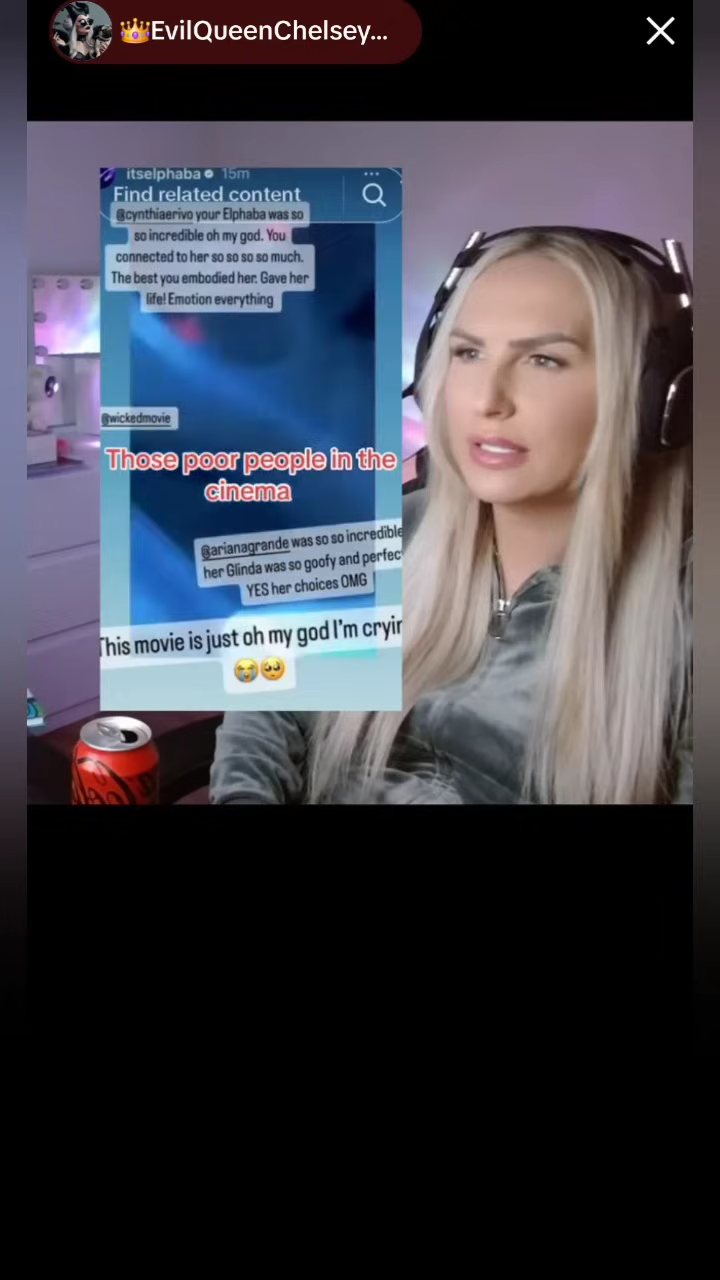 👑EvilQueenChelsey...
itselphaba 15m
Find related content
@cynthiaerivo your Elphaba was so
so incredible oh my god. You
connected to her so so so so much.
The best you embodied her. Gave her
life! Emotion everything
@wickedmovie
Those poor people in the
cinema
@arianagrande was so so incredible
her Glinda was so goofy and perfec
YES her choices OMG
This movie is just oh my god I'm cryin
😭🥺